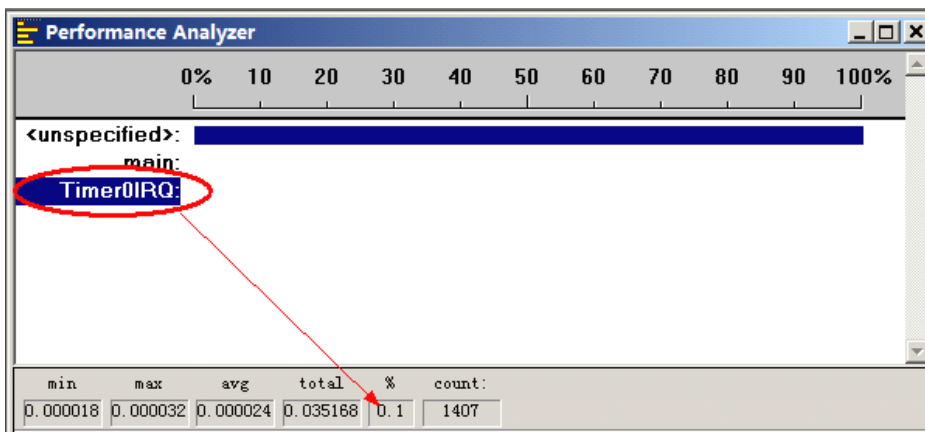 Performance Analyzer
0% 10 20 30 40 50 60 70 80 90 100%
<unspecified>:
main:
Timer0IRQ:
min max avg total % count:
0.000018 0.000032 0.000024 0.035168 0.1 1407